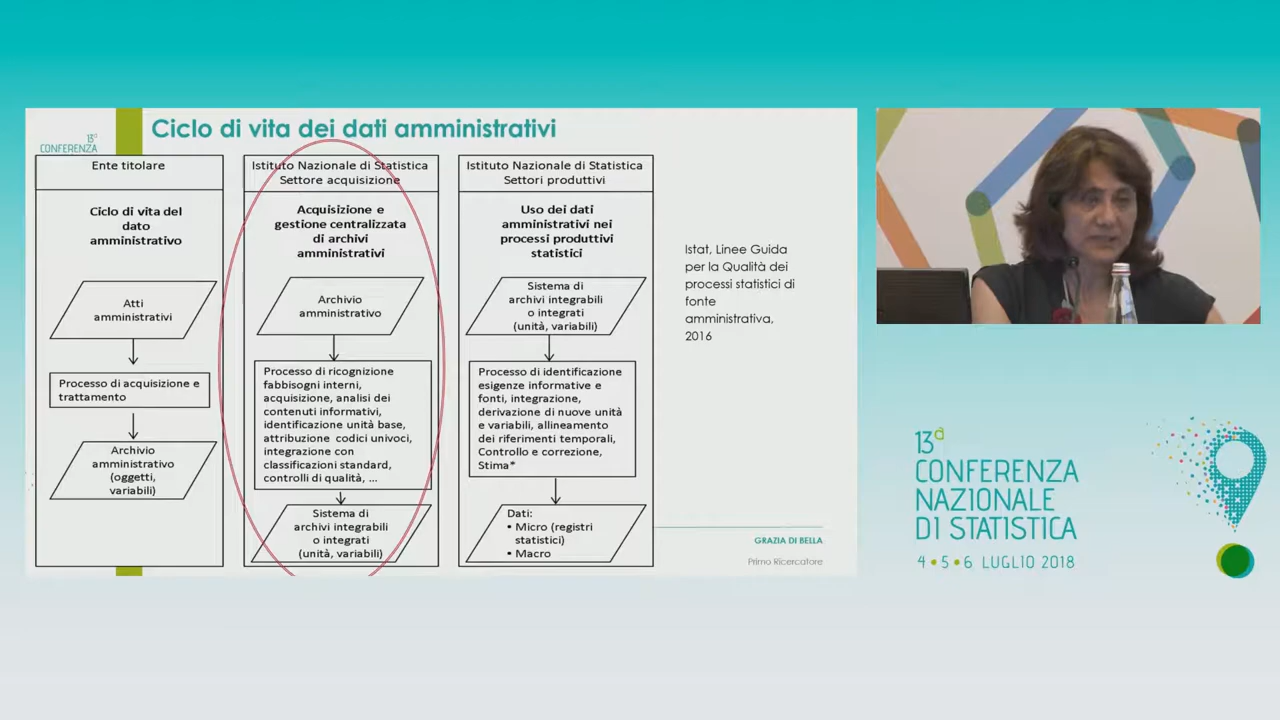 Ciclo di vita dei dati amministrativi
13ª
CONFERENZA
Ente titolare
Ciclo di vita del
dato
amministrativo
Atti
amministrativi
Processo di acquisizione e
trattamento
Archivio
amministrativo
(oggetti,
variabili)
Istituto Nazionale di Statistica
Settore acquisizione
Acquisizione e
gestione centralizzata
di archivi
amministrativi
Archivio
amministrativo
Processo di ricognizione
fabbisogni interni,
acquisizione, analisi dei
contenuti informativi,
identificazione unità base,
attribuzione codici univoci,
integrazione con
classificazioni standard,
controlli di qualità, ...
Sistema di
archivi integrabili
o integrati
(unità, variabili)
Istituto Nazionale di Statistica
Settori produttivi
Uso dei dati
amministrativi nei
processi produttivi
statistici
Sistema di
archivi integrabili
o integrati
(unità, variabili)
Processo di identificazione
esigenze informative e
fonti, integrazione,
derivazione di nuove unità
e variabili, allineamento
dei riferimenti temporali,
Controllo e correzione,
Stima*
Dati:
▪ Micro (registri
statistici)
▪ Macro
Istat, Linee Guida
per la Qualità dei
processi statistici di
fonte
amministrativa,
2016
GRAZIA DI BELLA
Primo Ricercatore
13ª
CONFERENZA
NAZIONALE
DI STATISTICA
4•5•6 LUGLIO 2018